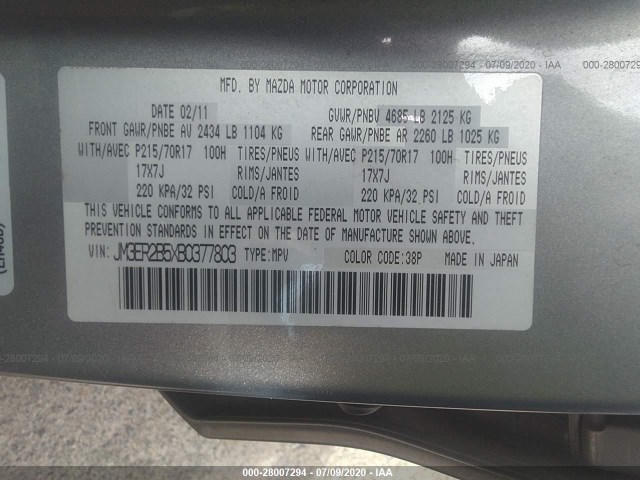 000-28007294 - 07/09/2020 - IAA
MFD. BY MAZDA MOTOR CORPORATION
DATE 02/11 GVWR/PNBV 4685 LB 2125 KG
FRONT GAWR/PNBE AV 2434 LB 1104 KG REAR GAWR/PNBE AR 2260 LB 1025 KG
WITH/AVEC P215/70R17 100H TIRES/PNEUS WITH/AVEC P215/70R17 100H TIRES/PNEUS
17X7J RIMS/JANTES 17X7J RIMS/JANTES
220 KPA/32 PSI COLD/A FROID 220 KPA/32 PSI COLD/A FROID
THIS VEHICLE CONFORMS TO ALL APPLICABLE FEDERAL MOTOR VEHICLE SAFETY AND THEFT
PREVENTION STANDARDS IN EFFECT ON THE DATE OF MANUFACTURE SHOWN ABOVE.
VIN: JM3ER2B5XB0377803 TYPE:MPV COLOR CODE:38P MADE IN JAPAN
000-28007294 - 07/09/2020 - IAA